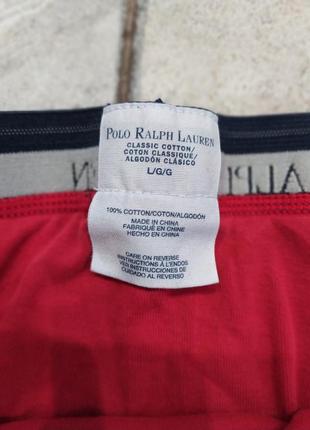 POLO RALPH LAUREN
CLASSIC COTTON/
COTON CLASSIQUE/
ALGODÓN CLÁSICO
L/G/G
100% COTTON/COTON/ALGODÓN
MADE IN CHINA
FABRIQUÉ EN CHINE
HECHO EN CHINA
CARE ON REVERSE
VOIR INSTRUCTIONS À L'ENDOS
VER INSTRUCCIONES DE
CUIDADO AL REVERSO